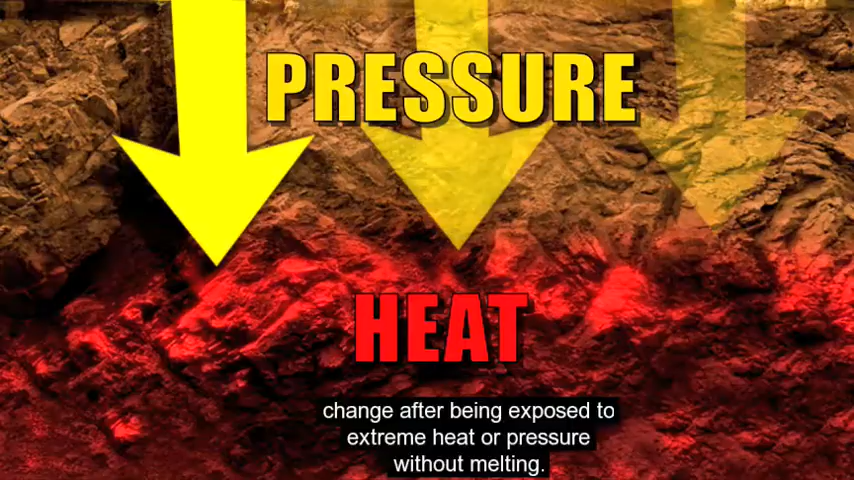 PRESSURE
HEAT
change after being exposed to
extreme heat or pressure
without melting.